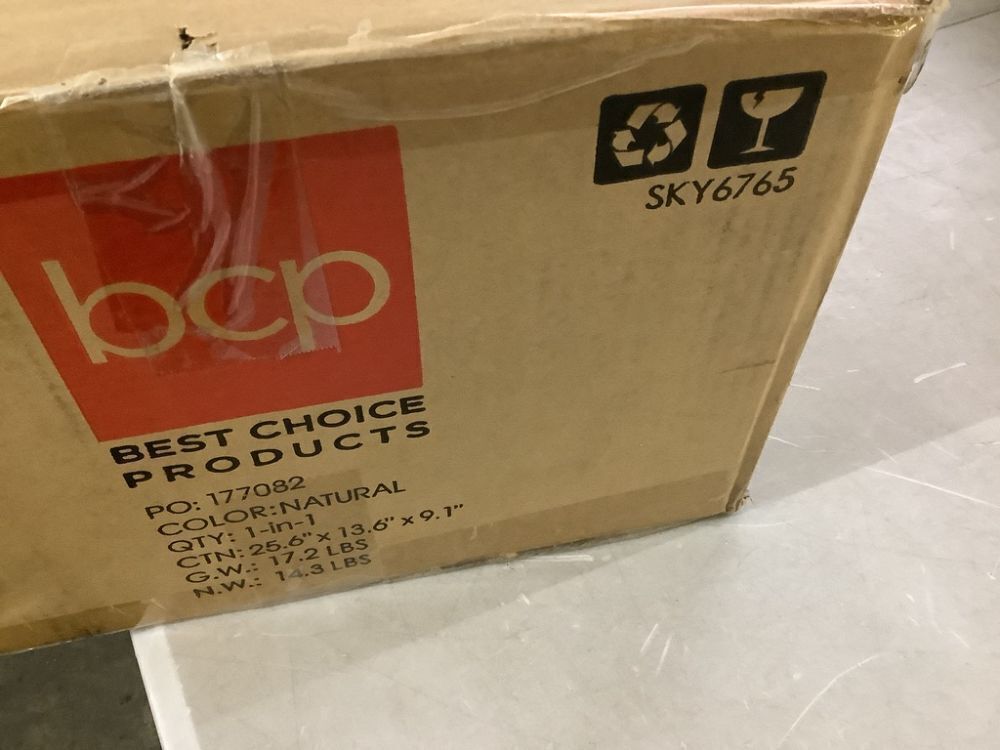 SKY6765
bcp
BEST CHOICE
PRODUCTS
PO: 177082
COLOR:NATURAL
QTY: 1-in-1
CTN: 25.6" x 13.6" x 9.1"
G.W.: 17.2 LBS
N.W.: 14.3 LBS